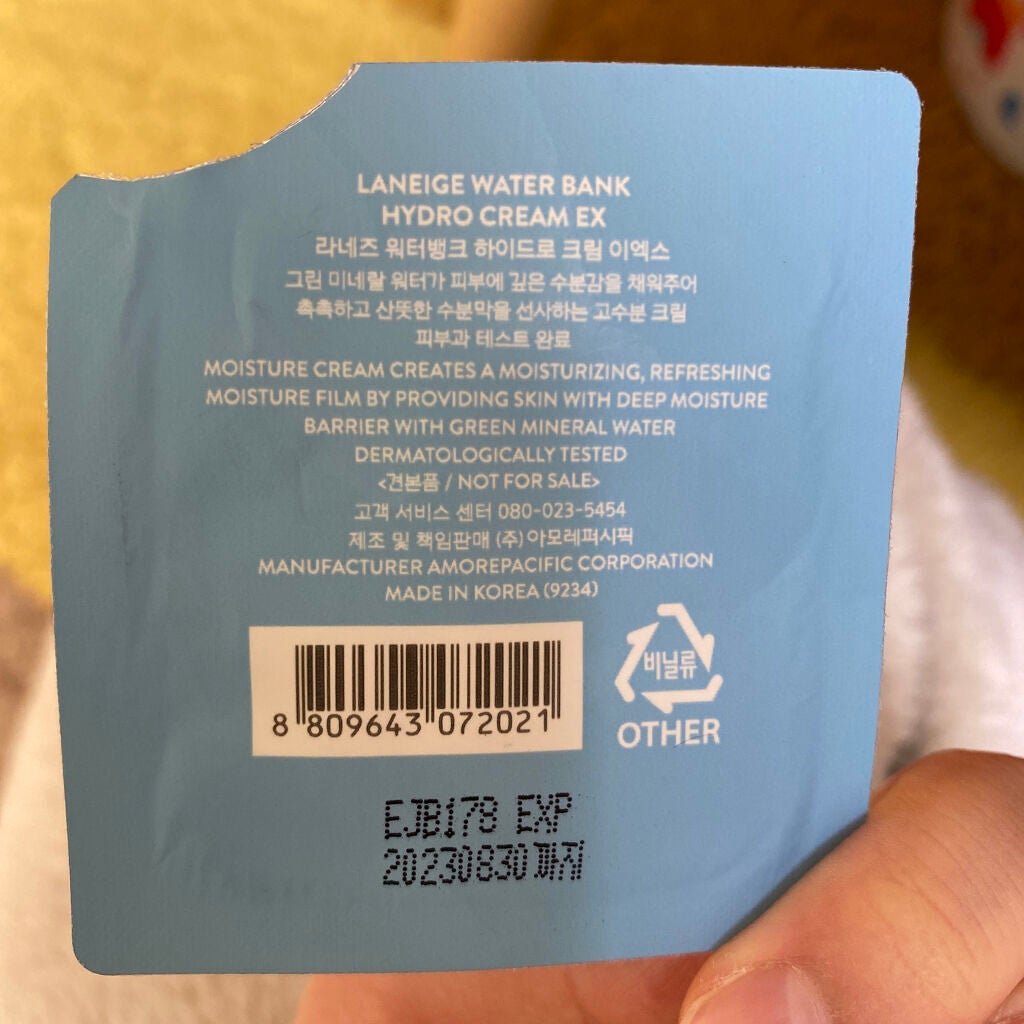 LANEIGE WATER BANK
HYDRO CREAM EX
라네즈 워터뱅크 하이드로 크림 이엑스
그린 미네랄 워터가 피부에 깊은 수분감을 채워주어
촉촉하고 산뜻한 수분막을 선사하는 고수분 크림
피부과 테스트 완료
MOISTURE CREAM CREATES A MOISTURIZING, REFRESHING
MOISTURE FILM BY PROVIDING SKIN WITH DEEP MOISTURE
BARRIER WITH GREEN MINERAL WATER
DERMATOLOGICALLY TESTED
<견본품 / NOT FOR SALE>
고객 서비스 센터 080-023-5454
제조 및 책임판매 (주)아모레퍼시픽
MANUFACTURER AMOREPACIFIC CORPORATION
MADE IN KOREA (9234)
비닐류
OTHER
8 809643 072021
EJB178 EXP
20230830까지